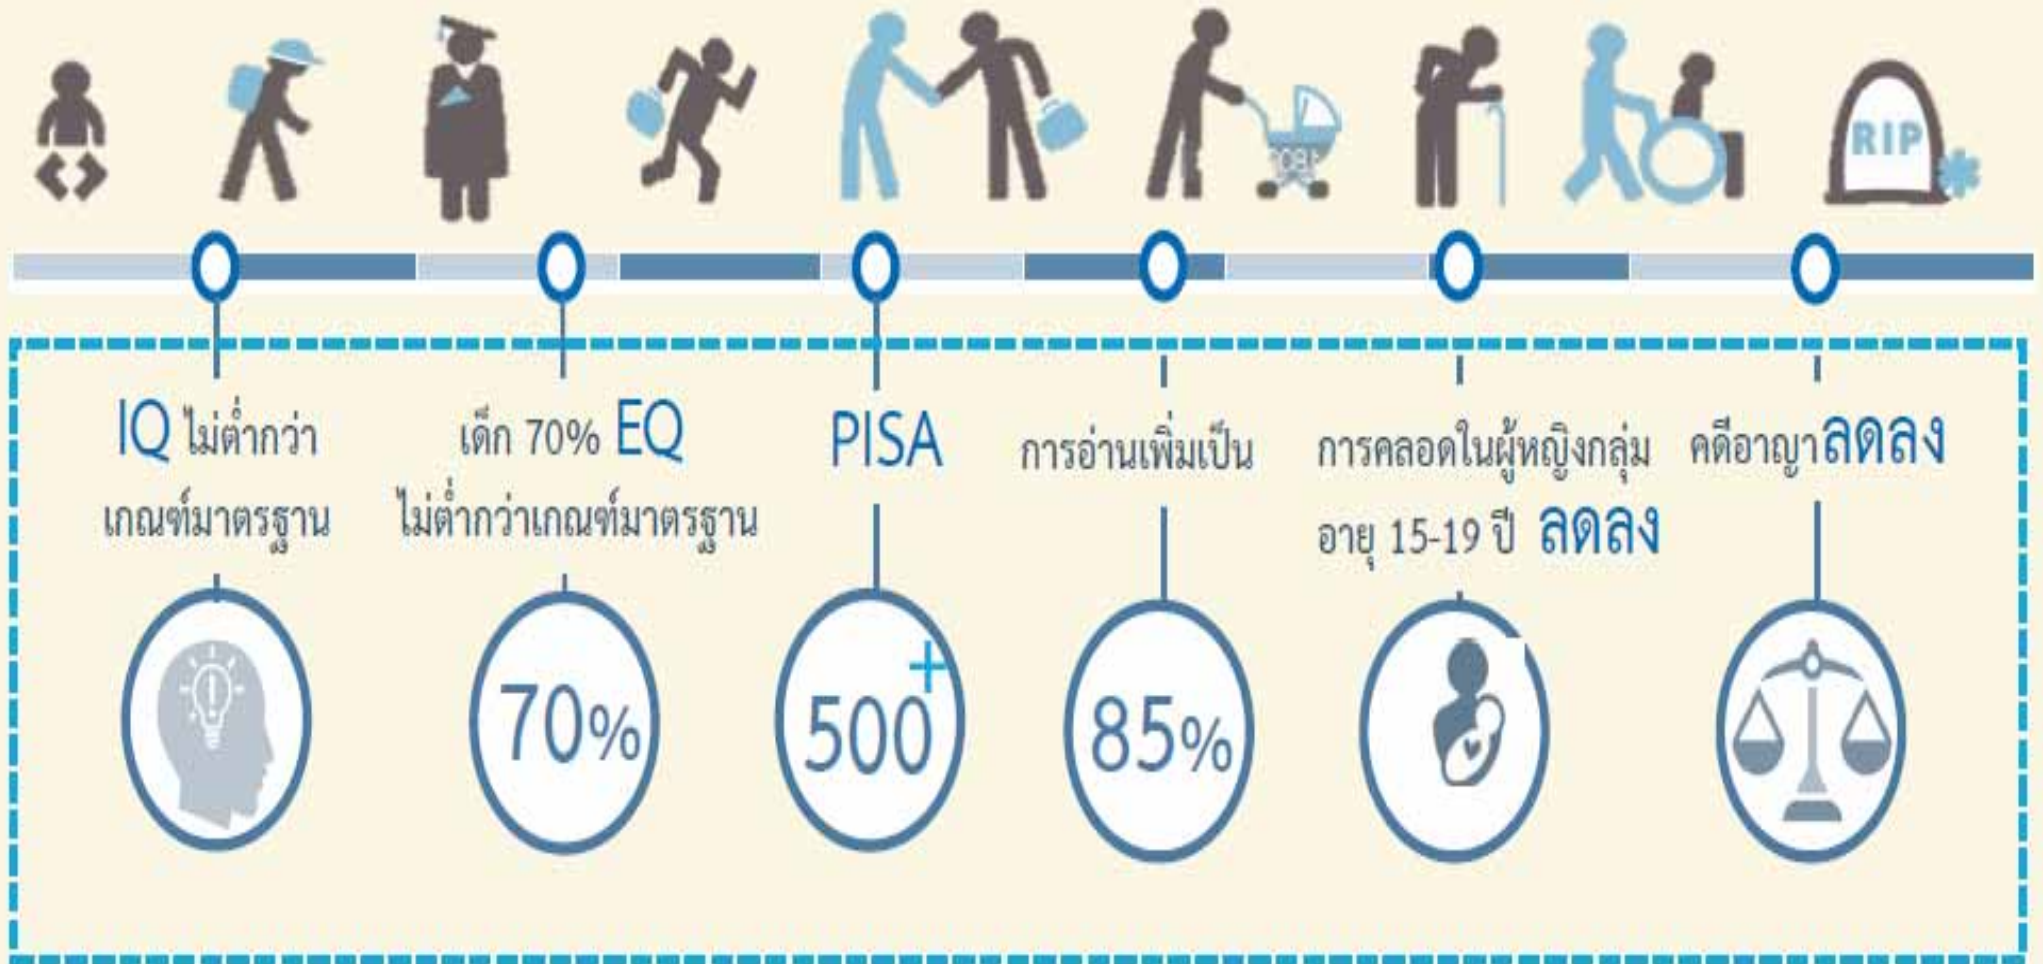 RIP
IQ ไม่ต่ำกว่า
เกณฑ์มาตรฐาน
เด็ก 70% EQ
ไม่ต่ำกว่าเกณฑ์มาตรฐาน
70%
PISA
500+
การอ่านเพิ่มเป็น
85%
การคลอดในผู้หญิงกลุ่ม
อายุ 15-19 ปี ลดลง
คดีอาญาลดลง